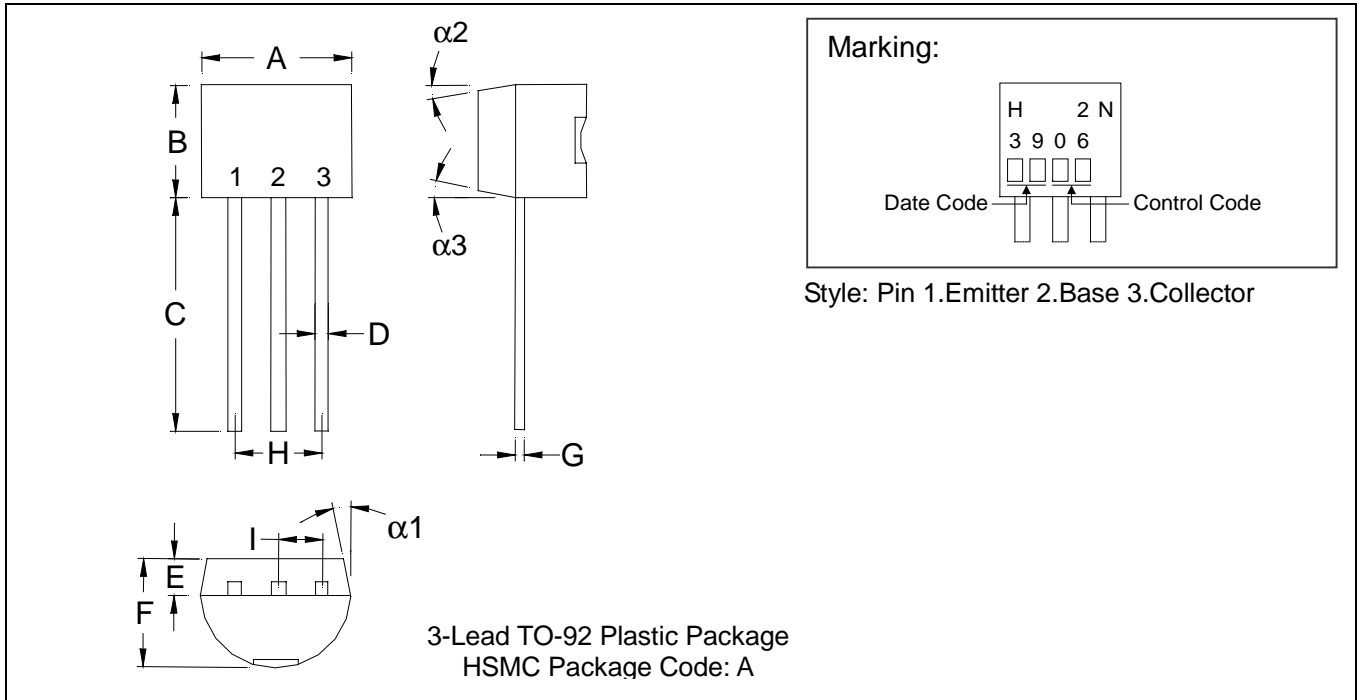 A
B
1 2 3
C
D
H
α2
α3
G
I
α1
E
F
3-Lead TO-92 Plastic Package
HSMC Package Code: A
Marking:
H 2 N
3 9 0 6
Date Code
Control Code
Style: Pin 1.Emitter 2.Base 3.Collector